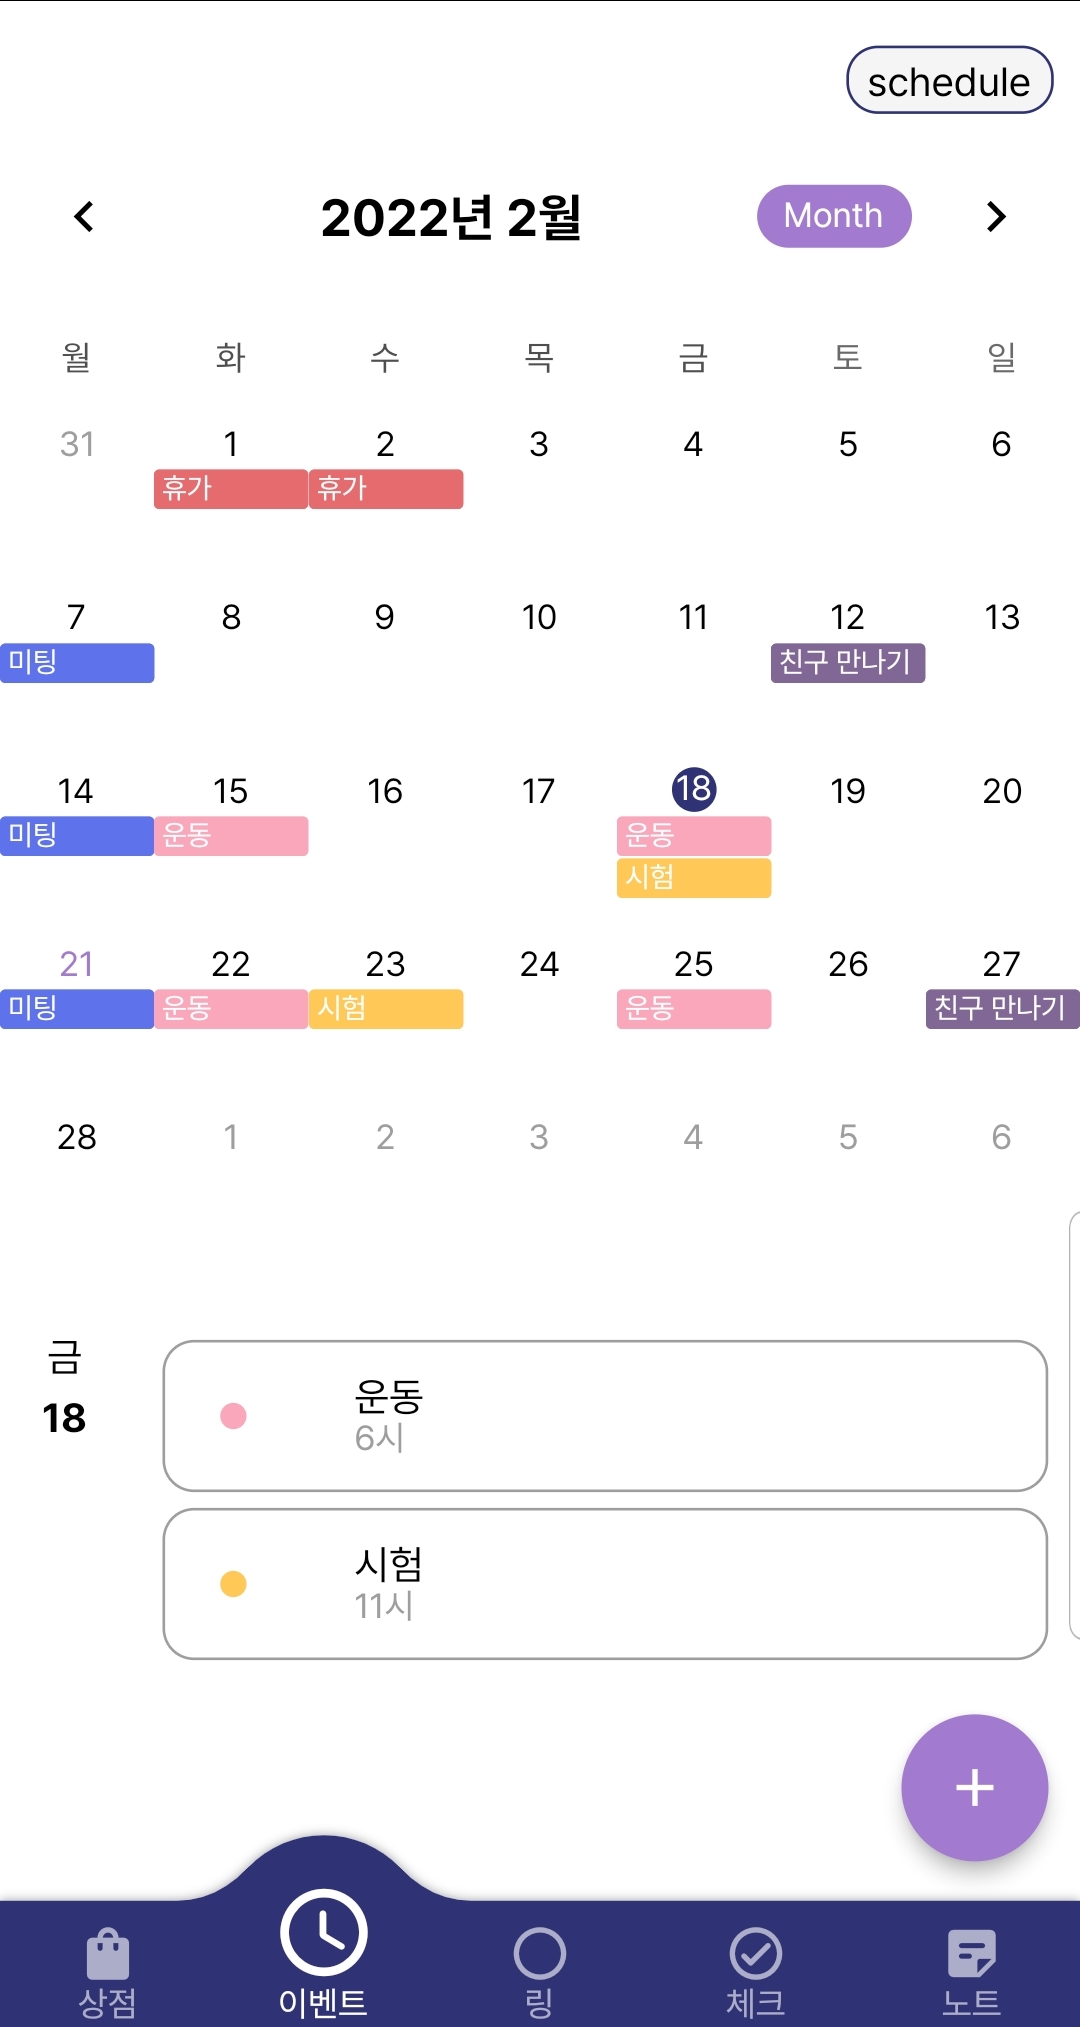 schedule
2022년 2월 Month
월 화 수 목 금 토 일
31 1 2 3 4 5 6
휴가 휴가
7 8 9 10 11 12 13
미팅 친구 만나기
14 15 16 17 18 19 20
미팅 운동 운동
시험
21 22 23 24 25 26 27
미팅 운동 시험 운동 친구 만나기
28 1 2 3 4 5 6
금
18
운동
6시
시험
11시
상점 이벤트 링 체크 노트